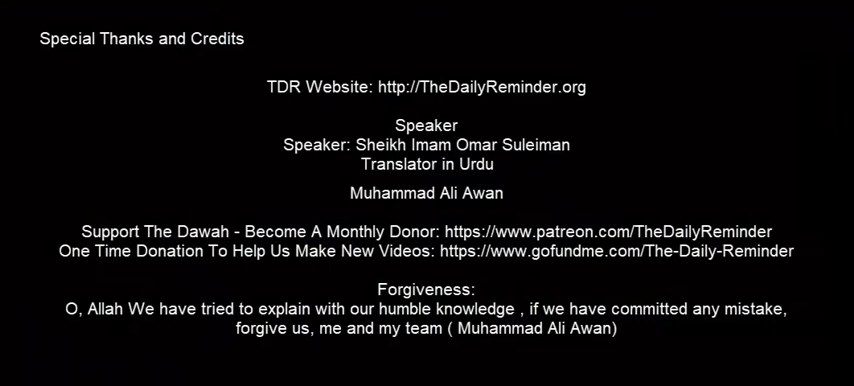 Special Thanks and Credits
TDR Website: http://TheDailyReminder.org
Speaker
Speaker: Sheikh Imam Omar Suleiman
Translator in Urdu
Muhammad Ali Awan
Support The Dawah - Become A Monthly Donor: https://www.patreon.com/TheDailyReminder
One Time Donation To Help Us Make New Videos: https://www.gofundme.com/The-Daily-Reminder
Forgiveness:
O, Allah We have tried to explain with our humble knowledge , if we have committed any mistake,
forgive us, me and my team ( Muhammad Ali Awan)